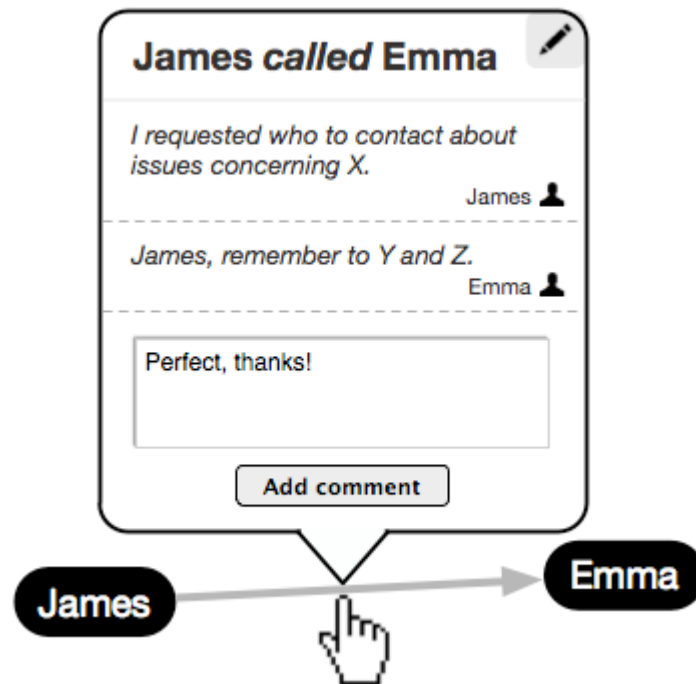 James called Emma
I requested who to contact about
issues concerning X.
James
James, remember to Y and Z.
Emma
Perfect, thanks!
Add comment
James
Emma